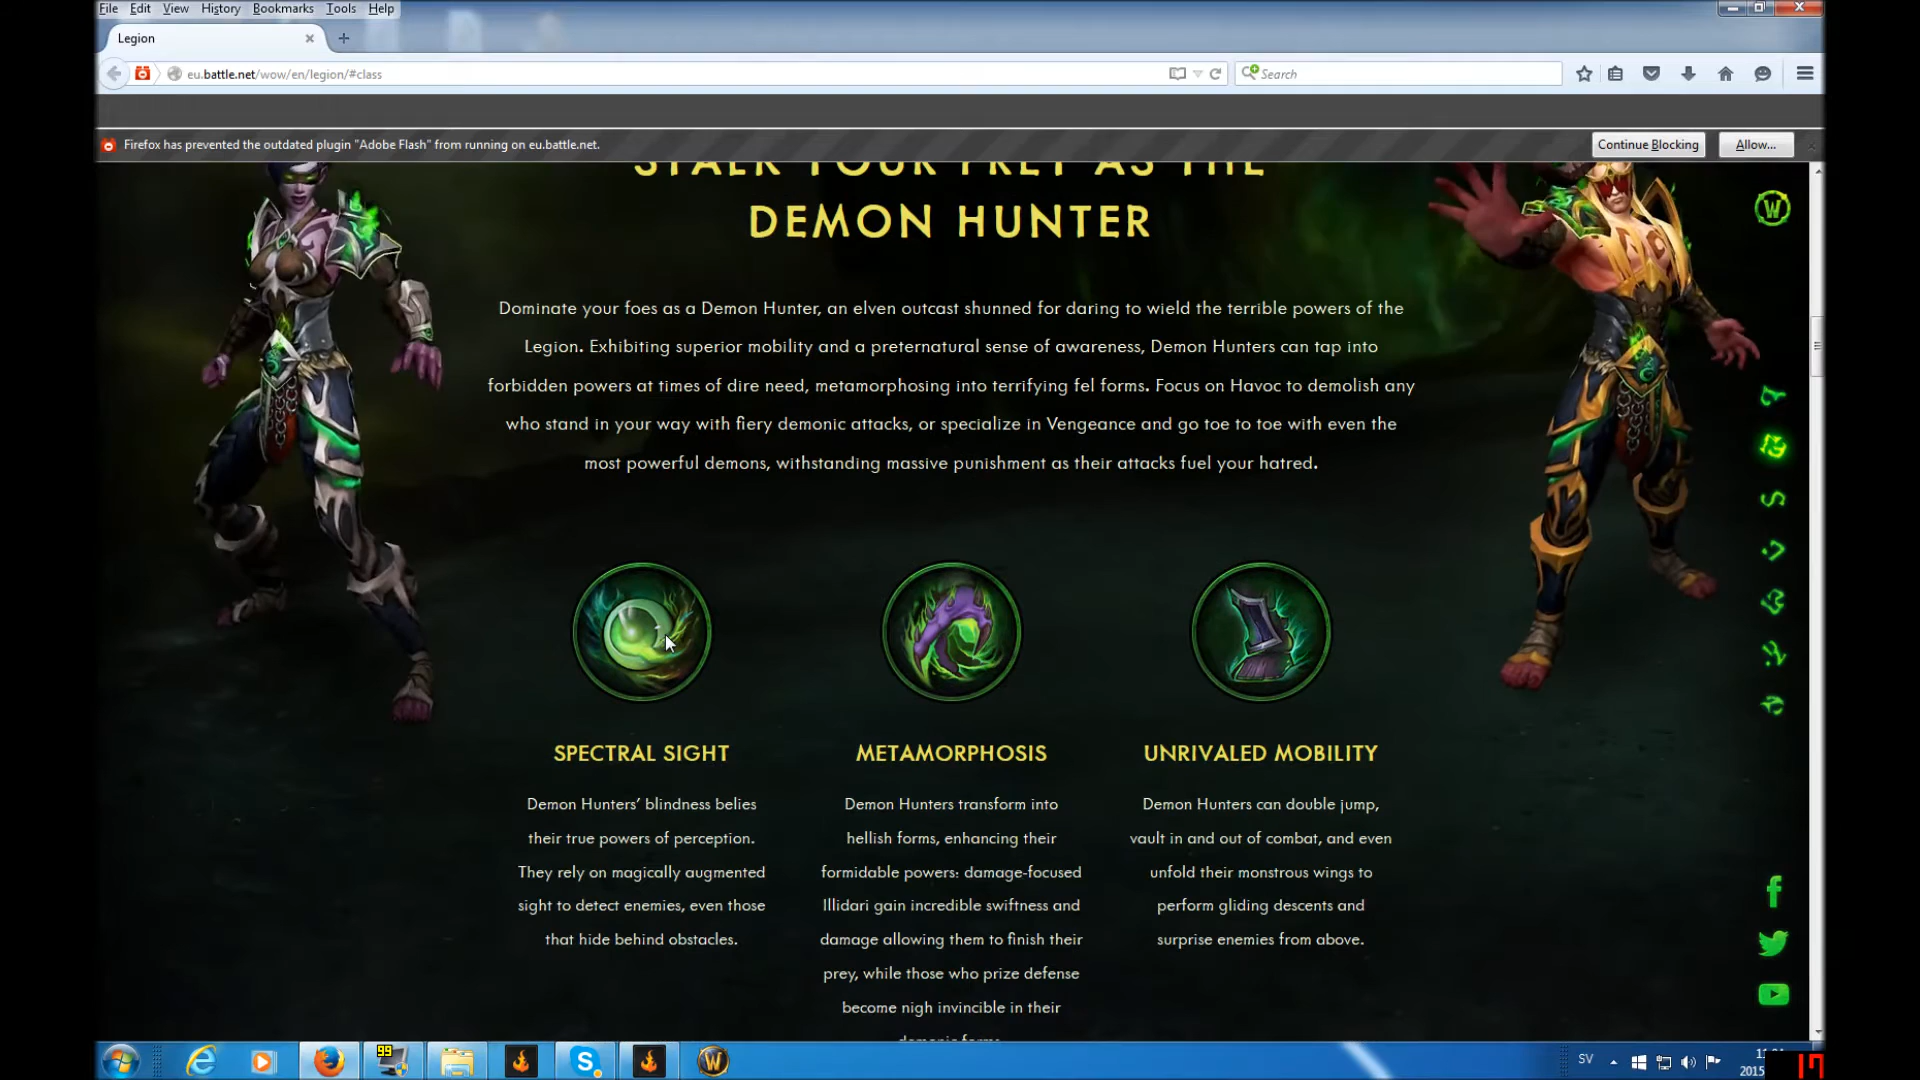 File Edit View History Bookmarks Tools Help
Legion
eu.battle.net/wow/en/legion/#class
Search
Firefox has prevented the outdated plugin "Adobe Flash" from running on eu.battle.net.
Continue Blocking
Allow...
STALK YOUR PREY AS THE
DEMON HUNTER
Dominate your foes as a Demon Hunter, an elven outcast shunned for daring to wield the terrible powers of the
Legion. Exhibiting superior mobility and a preternatural sense of awareness, Demon Hunters can tap into
forbidden powers at times of dire need, metamorphosing into terrifying fel forms. Focus on Havoc to demolish any
who stand in your way with fiery demonic attacks, or specialize in Vengeance and go toe to toe with even the
most powerful demons, withstanding massive punishment as their attacks fuel your hatred.
SPECTRAL SIGHT
Demon Hunters’ blindness belies
their true powers of perception.
They rely on magically augmented
sight to detect enemies, even those
that hide behind obstacles.
METAMORPHOSIS
Demon Hunters transform into
hellish forms, enhancing their
formidable powers: damage-focused
Illidari gain incredible swiftness and
damage allowing them to finish their
prey, while those who prize defense
become nigh invincible in their
demonic forms.
UNRIVALED MOBILITY
Demon Hunters can double jump,
vault in and out of combat, and even
unfold their monstrous wings to
perform gliding descents and
surprise enemies from above.
99
SV
2015
17